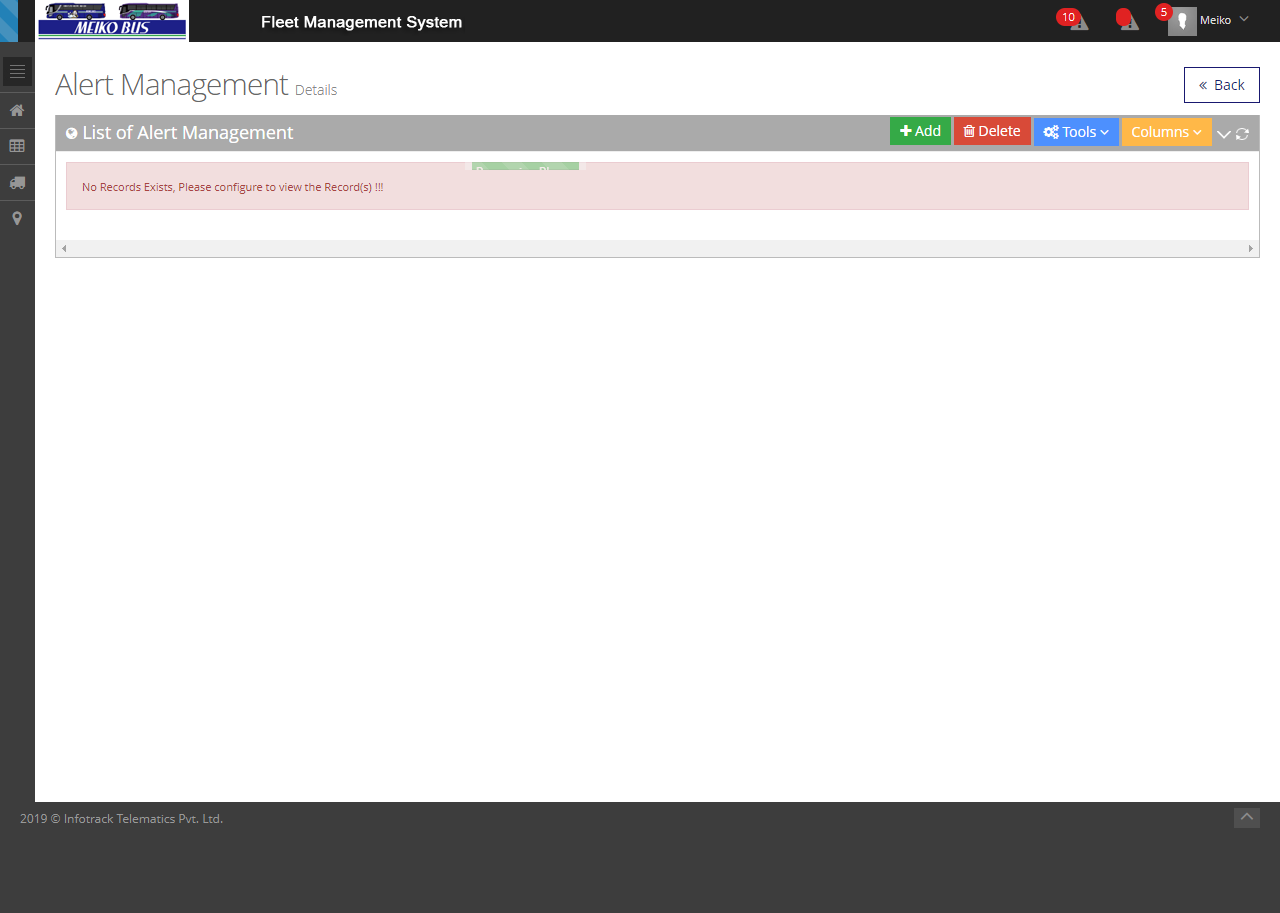 MEIKO BUS
Fleet Management System
10
5
Meiko
Alert Management Details
« Back
List of Alert Management
Add
Delete
Tools
Columns
No Records Exists, Please configure to view the Record(s) !!!
2019 © Infotrack Telematics Pvt. Ltd.